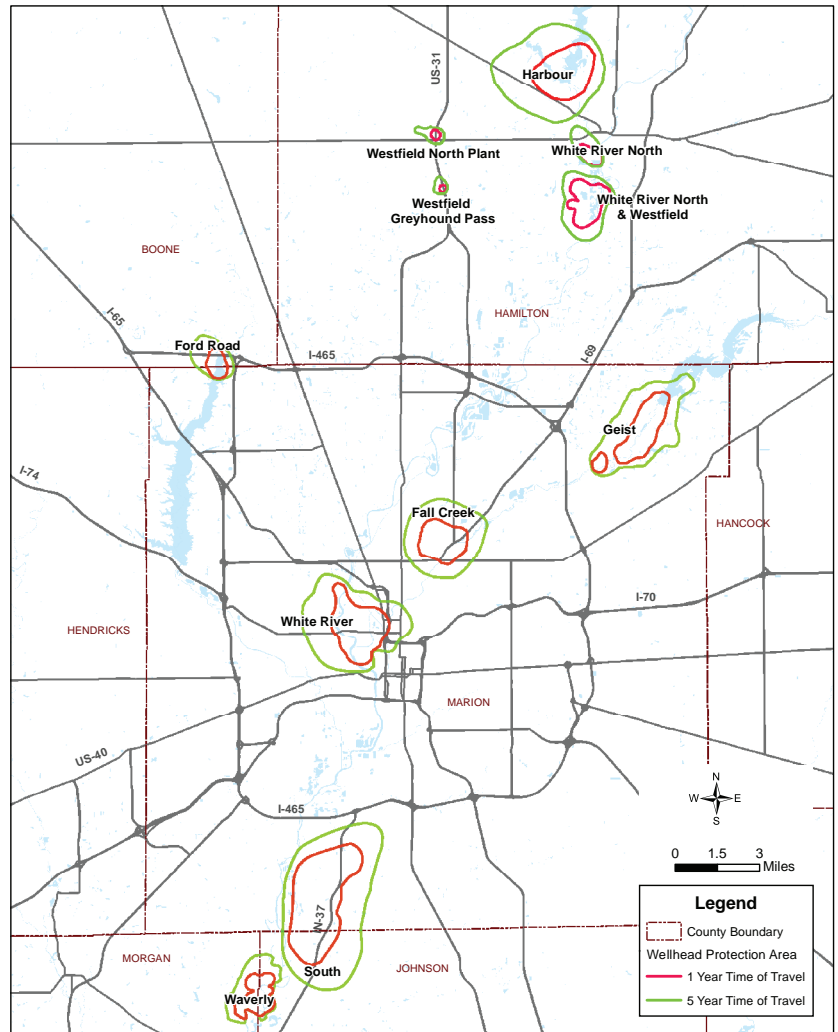 US-31
Harbour
Westfield North Plant
White River North
Westfield
Greyhound Pass
White River North
& Westfield
BOONE
HAMILTON
I-65
Ford Road
I-465
I-69
Geist
I-74
Fall Creek
HANCOCK
I-70
White River
HENDRICKS
MARION
US-40
N
W E
S
I-465
0 1.5 3
Miles
Legend
County Boundary
Wellhead Protection Area
1 Year Time of Travel
5 Year Time of Travel
IN-37
MORGAN
South
JOHNSON
Waverly